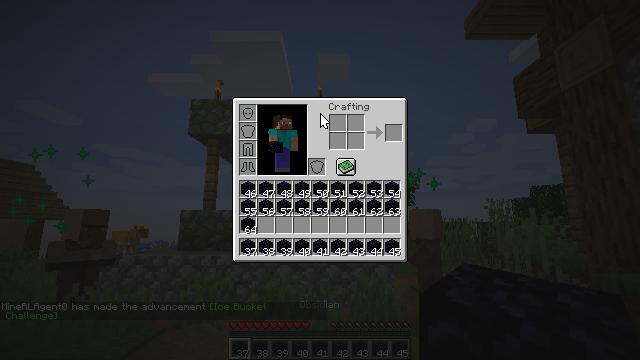 Crafting
46 47 48 49 50 51 52 53 54
55 56 57 58 59 60 61 62 63
64
37 38 39 40 41 42 43 44 45
MineRLAgent0 has made the advancement [Ice Bucket
Challenge]
Obsidian
37 38 39 40 41 42 43 44 45